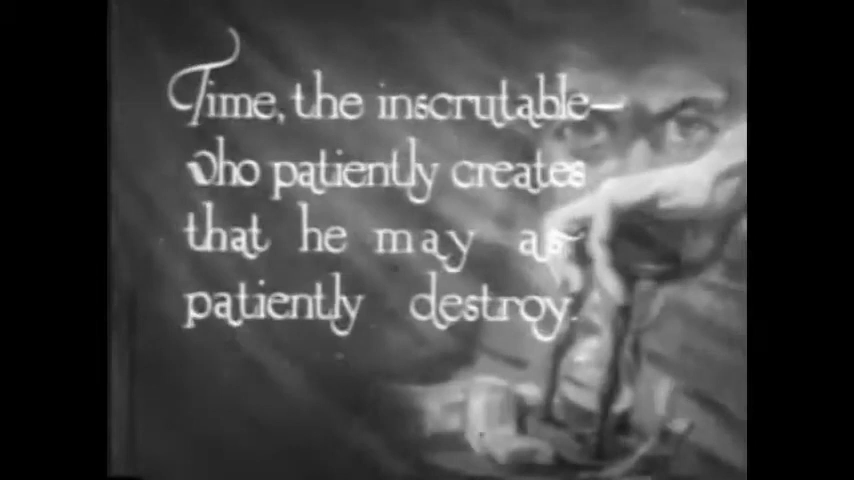 Time, the inscrutable—
who patiently creates
that he may as
patiently destroy.